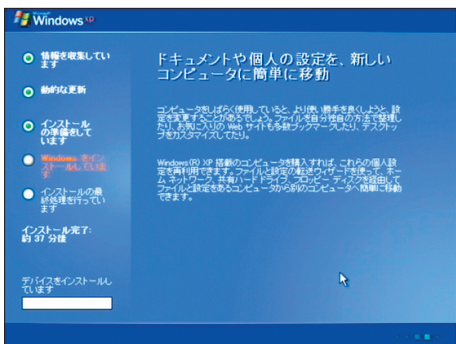 Microsoft
Windows xp
情報を収集してい
ます
動的な更新
インストール
の準備をして
います
Windows をイン
ストールしていま
す
インストールの最
終処理を行ってい
ます
インストール完了:
約 37 分後
デバイスをインストールし
ています
ドキュメントや個人の設定を、新しい
コンピュータに簡単に移動
コンピュータをしばらく使用していると、より使い勝手を良くしようと、設
定を変更することがあるでしょう。ファイルを自分独自の方法で整理し
たり、お気に入りの Web サイトも多数ブックマークしたり、デスクトッ
プをカスタマイズしてたり。
Windows(R) XP 搭載のコンピュータを購入すれば、これらの個人設
定を再利用できます。ファイルと設定の転送ウィザードを使って、ホー
ム ネットワーク、共有ハード ドライブ、フロッピー ディスクを経由して
ファイルと設定をあるコンピュータから別のコンピュータへ簡単に移動
できます。